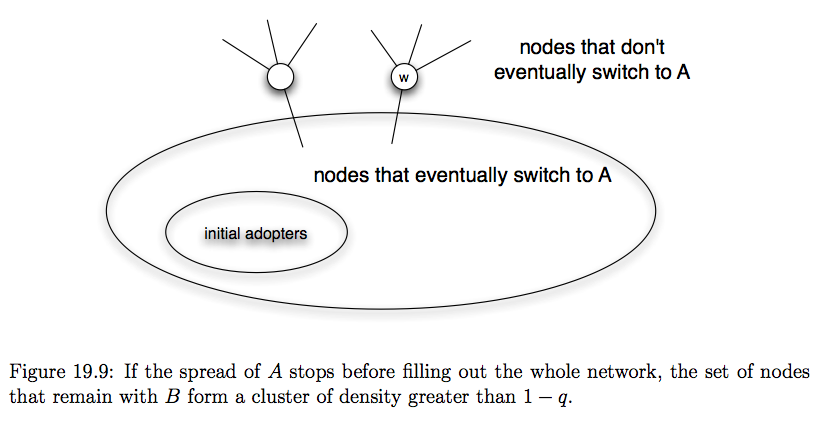 nodes that don't
eventually switch to A
w
nodes that eventually switch to A
initial adopters
Figure 19.9: If the spread of A stops before filling out the whole network, the set of nodes
that remain with B form a cluster of density greater than 1 − q.